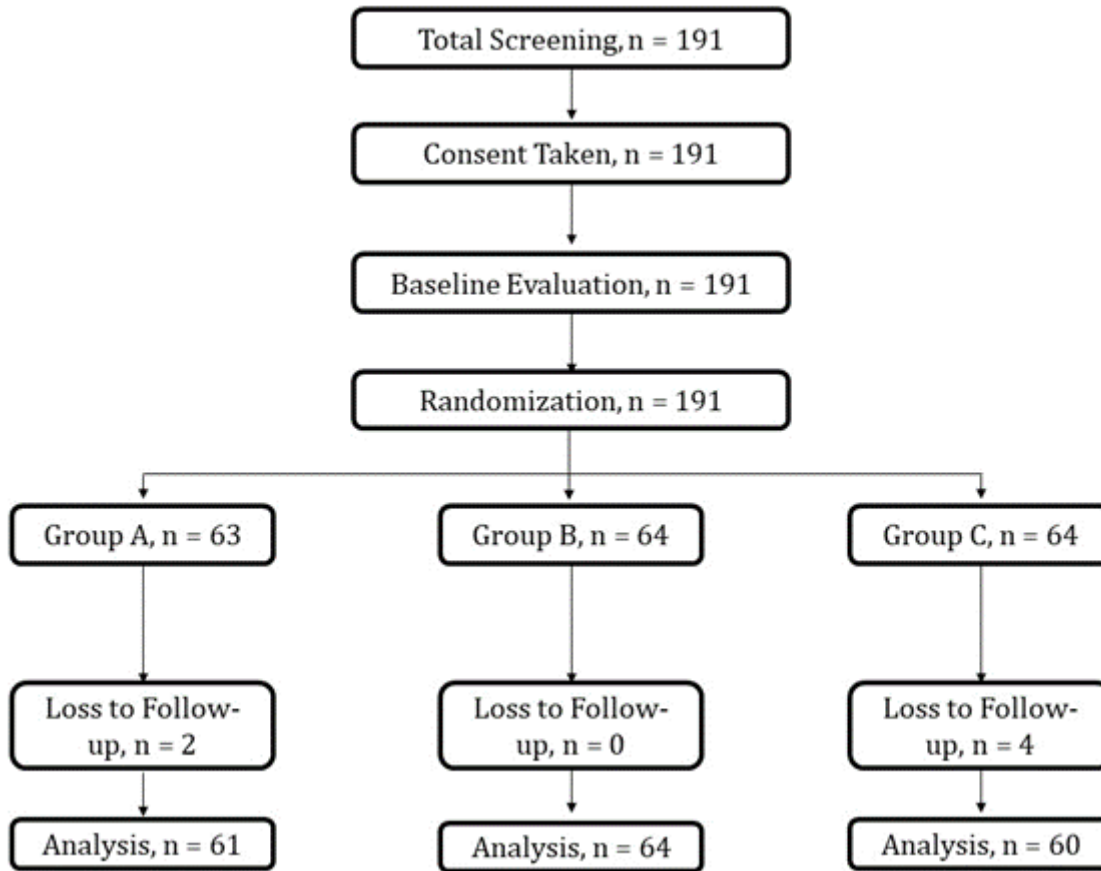 Total Screening, n = 191
Consent Taken, n = 191
Baseline Evaluation, n = 191
Randomization, n = 191
Group A, n = 63
Group B, n = 64
Group C, n = 64
Loss to Follow-
up, n = 2
Loss to Follow-
up, n = 0
Loss to Follow-
up, n = 4
Analysis, n = 61
Analysis, n = 64
Analysis, n = 60